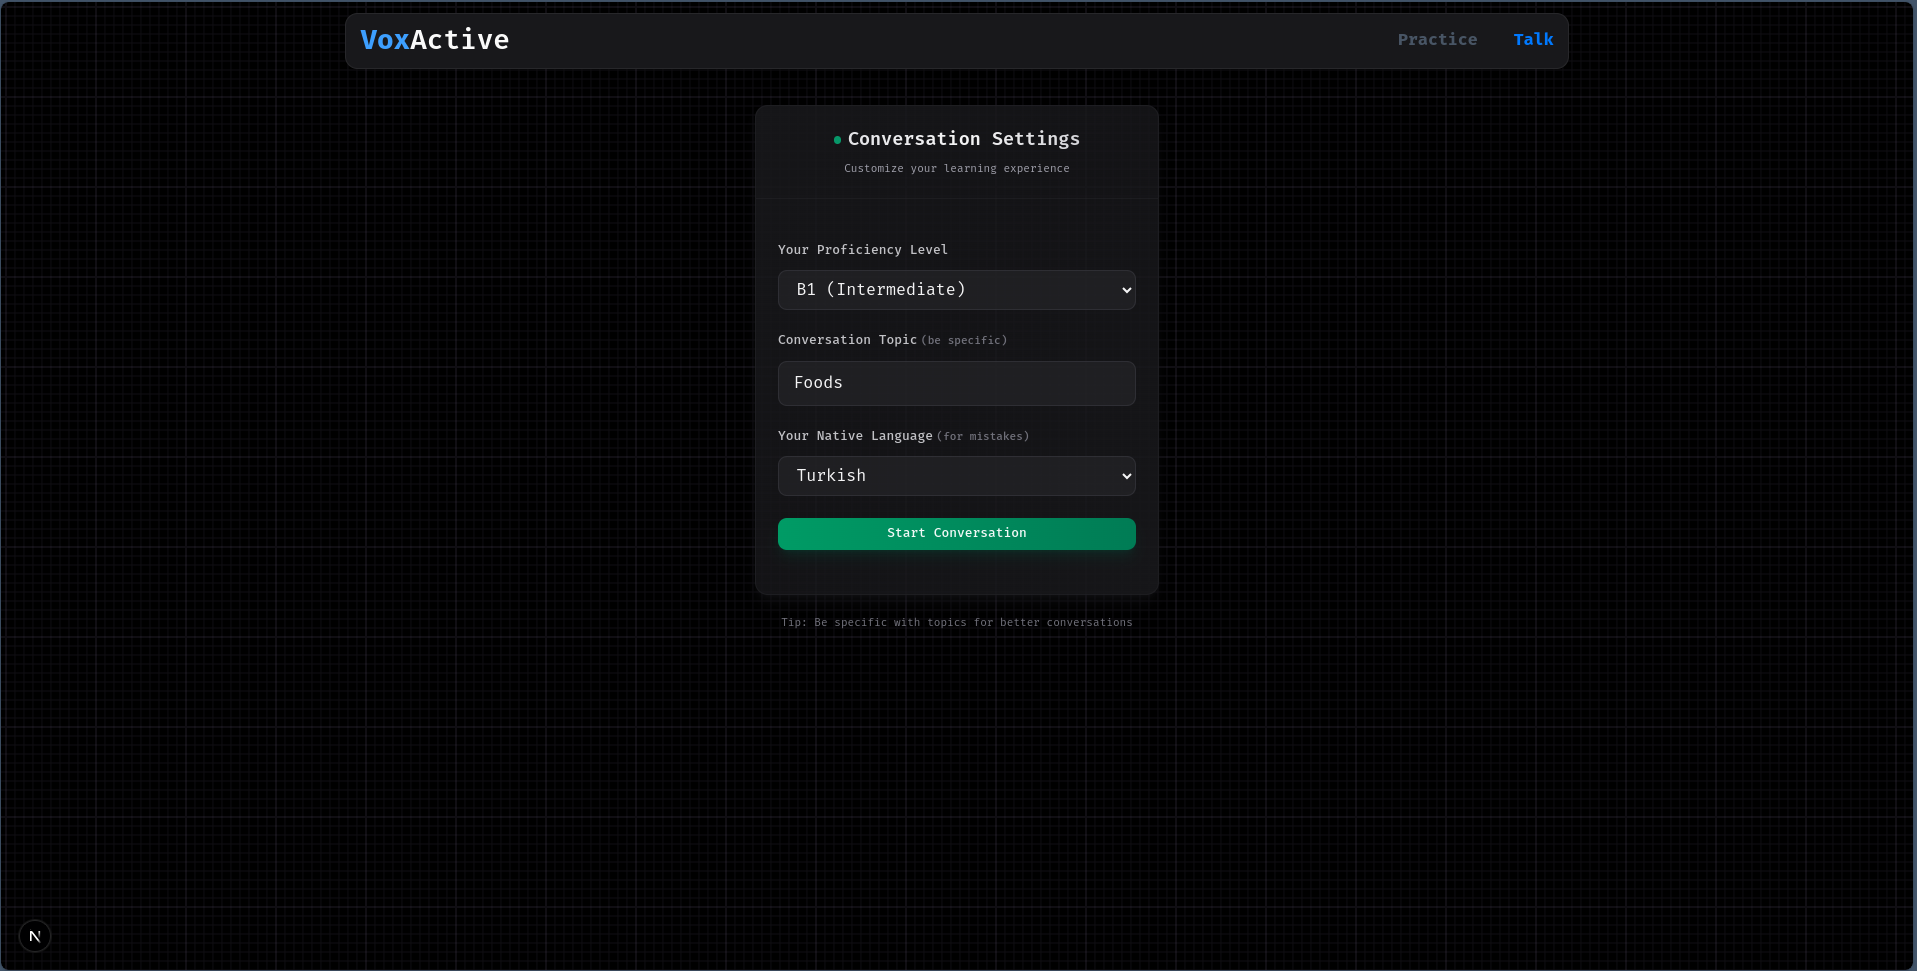 VoxActive
Practice Talk
Conversation Settings
Customize your learning experience
Your Proficiency Level
B1 (Intermediate)
Conversation Topic (be specific)
Foods
Your Native Language (for mistakes)
Turkish
Start Conversation
Tip: Be specific with topics for better conversations
N